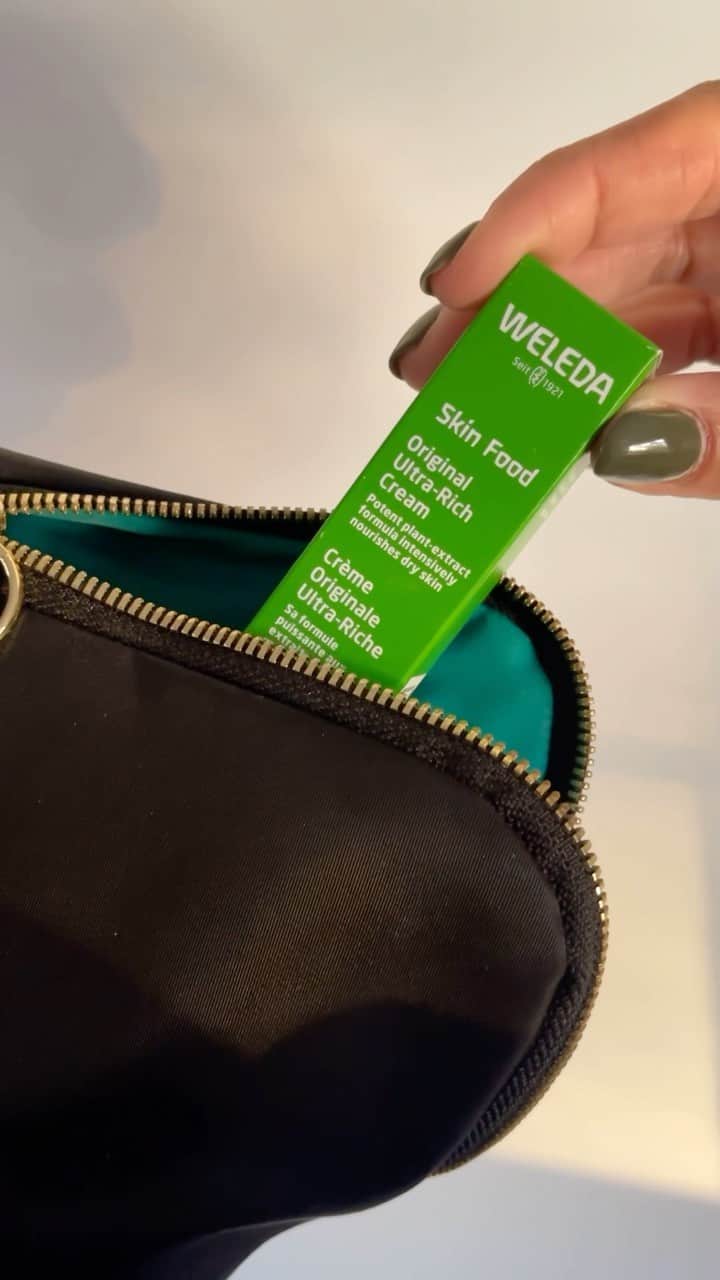 WELEDA
Seit 1921
Skin Food
Original
Ultra-Rich
Cream
Potent plant-extract
formula intensively
nourishes dry skin
Crème
Originale
Ultra-Riche
Sa formule
puissante aux